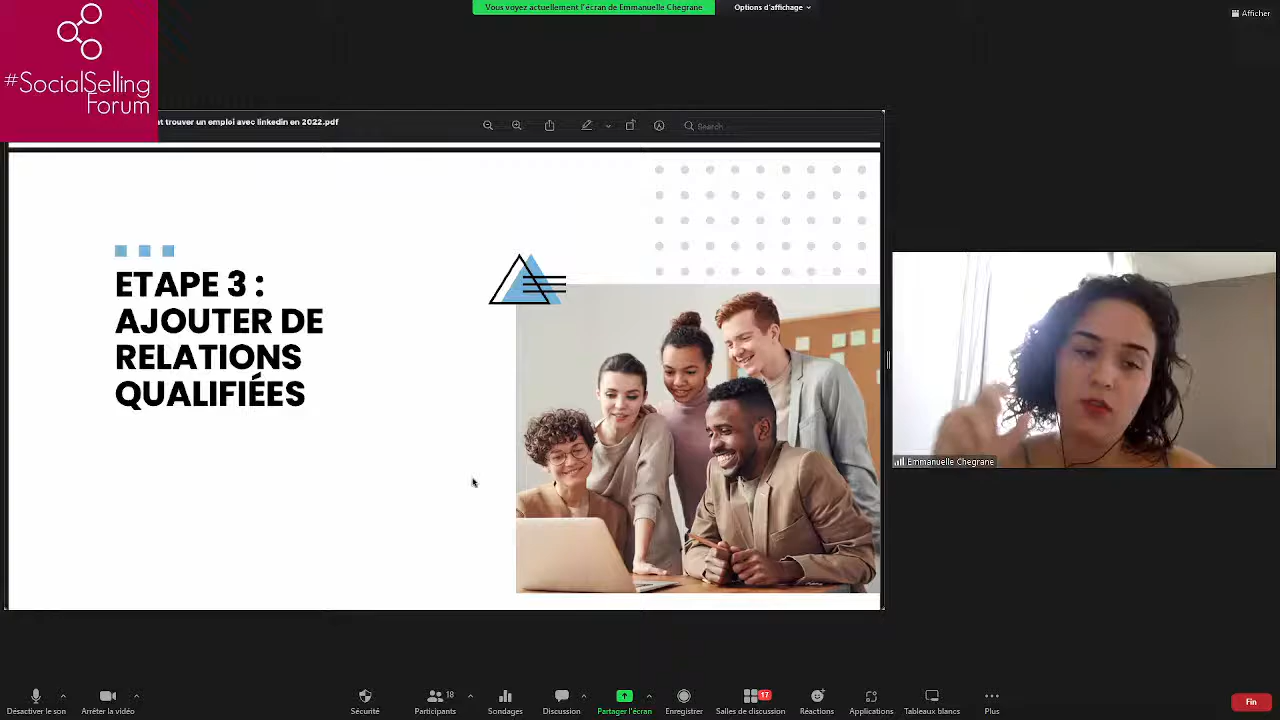 Vous voyez actuellement l'écran de Emmanuelle Chegrane
Options d'affichage
Afficher
#SocialSelling
Forum
t trouver un emploi avec linkedin en 2022.pdf
Search
ETAPE 3 :
AJOUTER DE
RELATIONS
QUALIFIÉES
Emmanuelle Chegrane
18
17
Désactiver le son
Arrêter la vidéo
Sécurité
Participants
Sondages
Discussion
Partager l'écran
Enregistrer
Salles de discussion
Réactions
Applications
Tableaux blancs
Plus
Fin